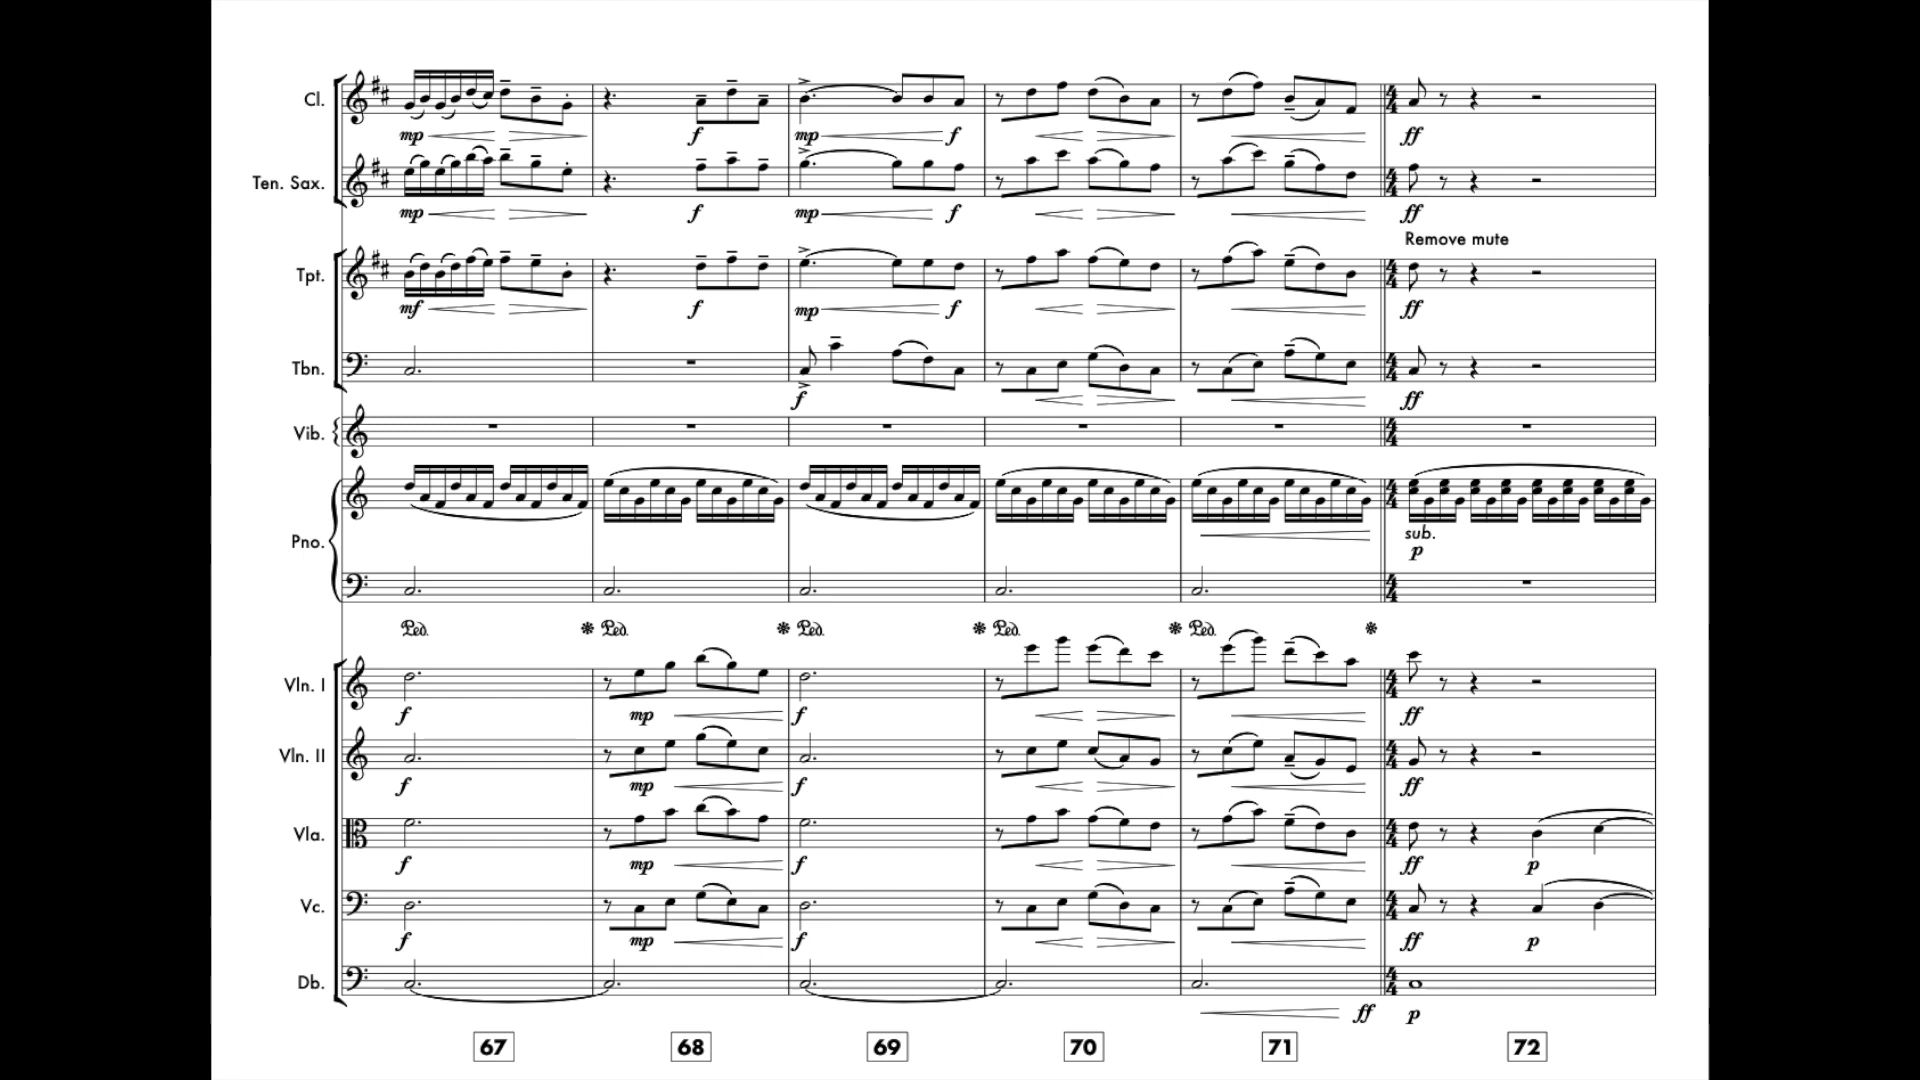 Cl.
mp f mp f ff
Ten. Sax.
mp f mp f ff
Remove mute
Tpt.
mf f mp f ff
Tbn.
f ff
Vib.
Pno.
sub.
p
Ped. Ped. Ped. Ped. Ped.
Vln. I
f mp f ff
Vln. II
f mp f ff
Vla.
f mp f ff p
Vc.
f mp f ff p
Db.
ff p
67 68 69 70 71 72